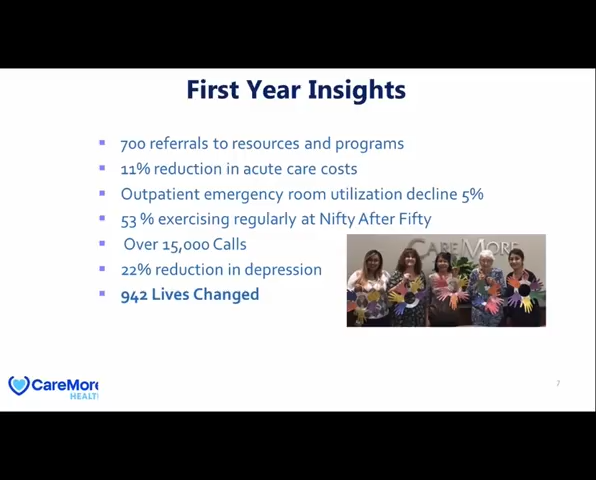 First Year Insights
700 referrals to resources and programs
11% reduction in acute care costs
Outpatient emergency room utilization decline 5%
53 % exercising regularly at Nifty After Fifty
Over 15,000 Calls
22% reduction in depression
942 Lives Changed
CAREMORE
CareMore
HEALTH
7